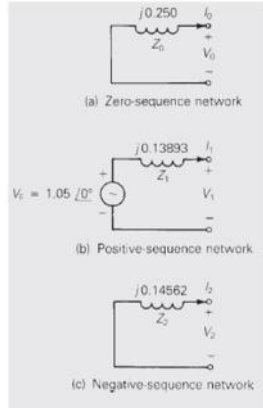 j0.250
I₀
Z₀
+
V₀
−
(a) Zero-sequence network
j0.13893
I₁
Z₁
+
V₁
−
V_F = 1.05 /0°
+
−
(b) Positive-sequence network
j0.14562
I₂
Z₂
+
V₂
−
(c) Negative-sequence network